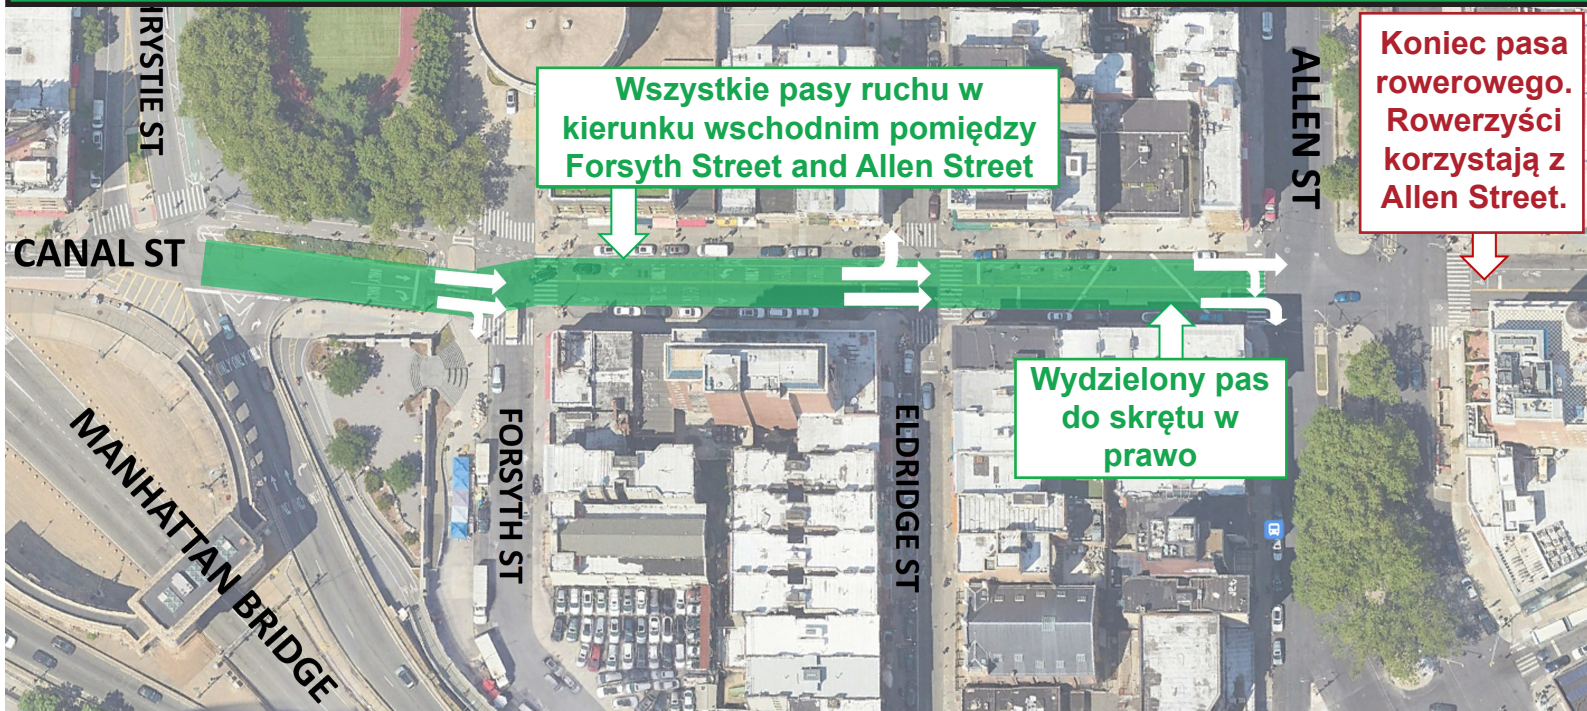 HRYSTIE ST
Wszystkie pasy ruchu w
kierunku wschodnim pomiędzy
Forsyth Street and Allen Street
ALLEN ST
Koniec pasa
rowerowego.
Rowerzyści
korzystają z
Allen Street.
CANAL ST
Wydzielony pas
do skrętu w
prawo
MANHATTAN BRIDGE
FORSYTH ST
ELDRIDGE ST